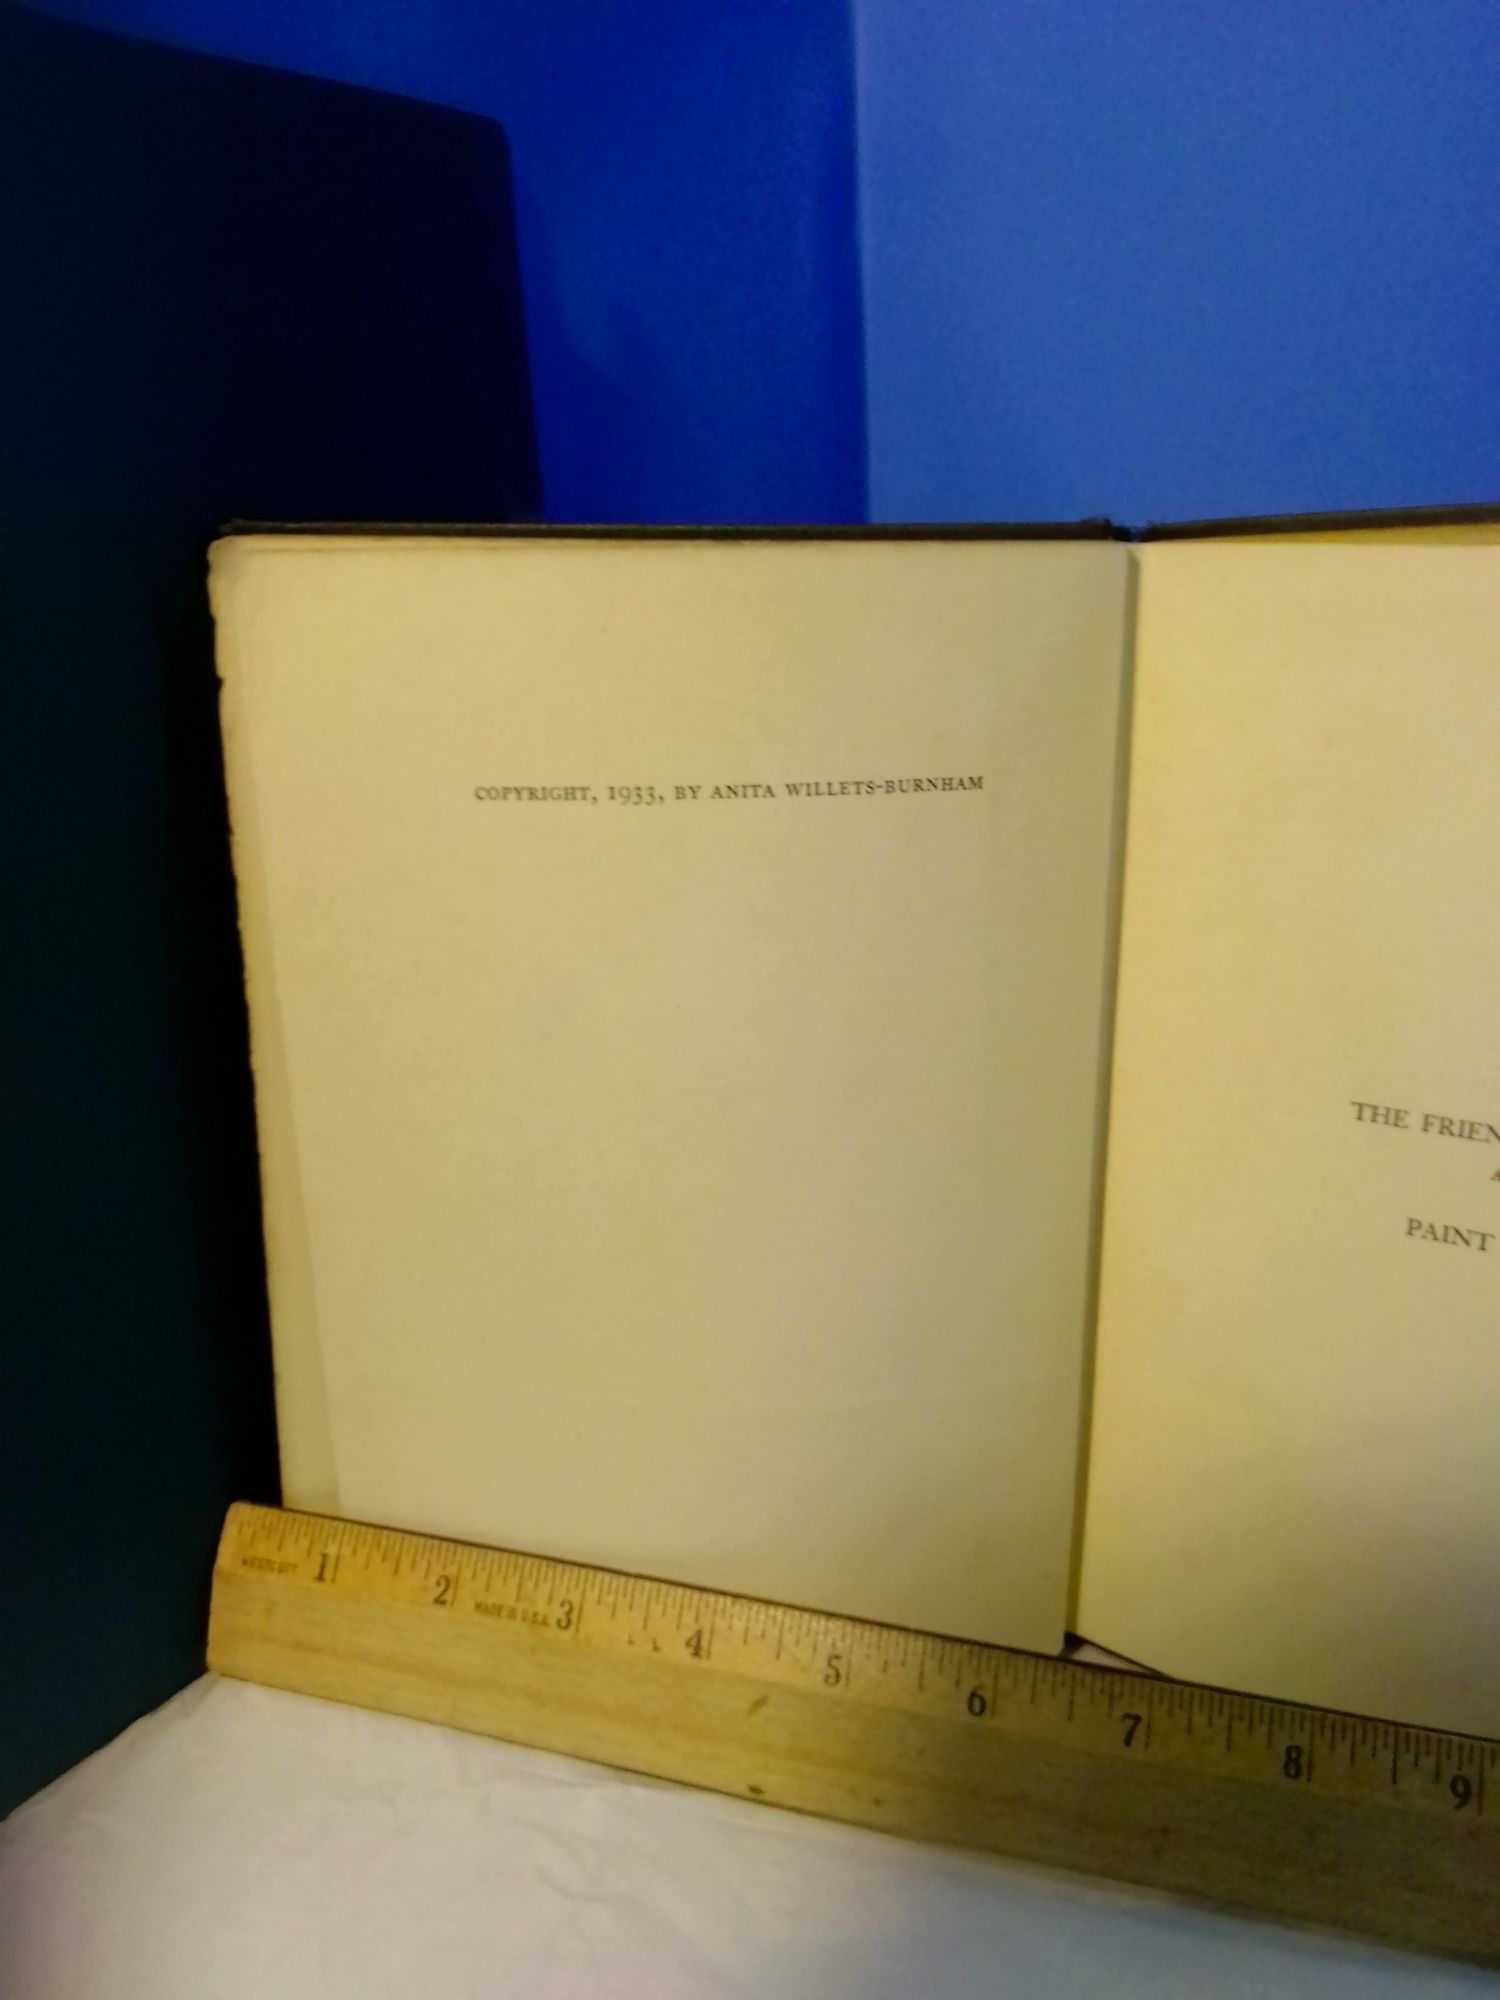 COPYRIGHT, 1933, BY ANITA WILLETS-BURNHAM
THE FRIEN
A
PAINT
WESTCOTT 1 2 MADE IN U.S.A. 3 4 5 6 7 8 9